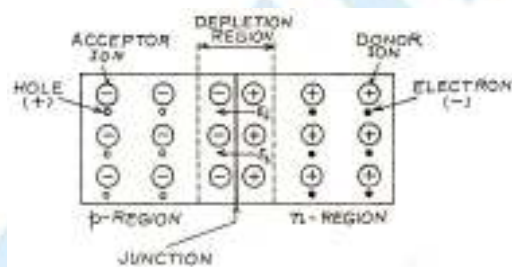 DEPLETION
REGION
ACCEPTOR
ION
DONOR
ION
HOLE
(+)
ELECTRON
(-)
p-REGION
n-REGION
JUNCTION